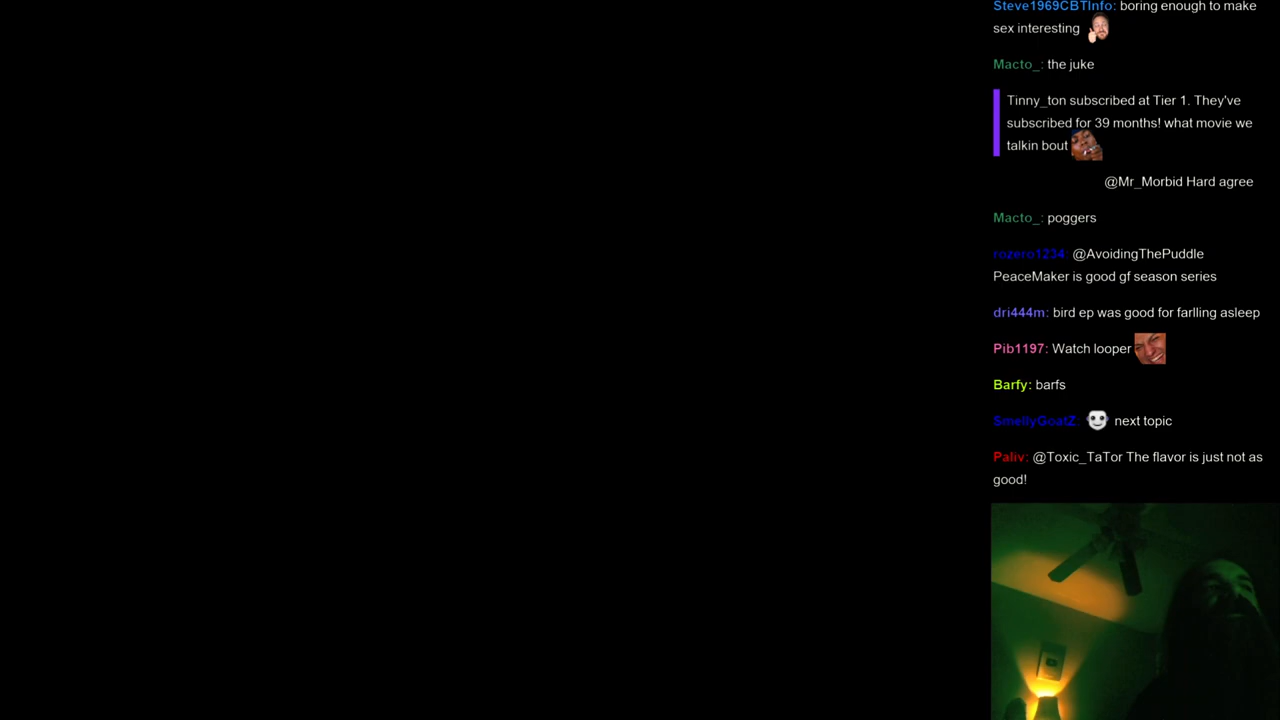 Steve1969CBTInfo: boring enough to make
sex interesting
Macto_: the juke
Tinny_ton subscribed at Tier 1. They've
subscribed for 39 months! what movie we
talkin bout
@Mr_Morbid Hard agree
Macto_: poggers
rozero1234: @AvoidingThePuddle
PeaceMaker is good gf season series
dri444m: bird ep was good for farlling asleep
Pib1197: Watch looper
Barfy: barfs
SmellyGoatZ: next topic
Paliv: @Toxic_TaTor The flavor is just not as
good!